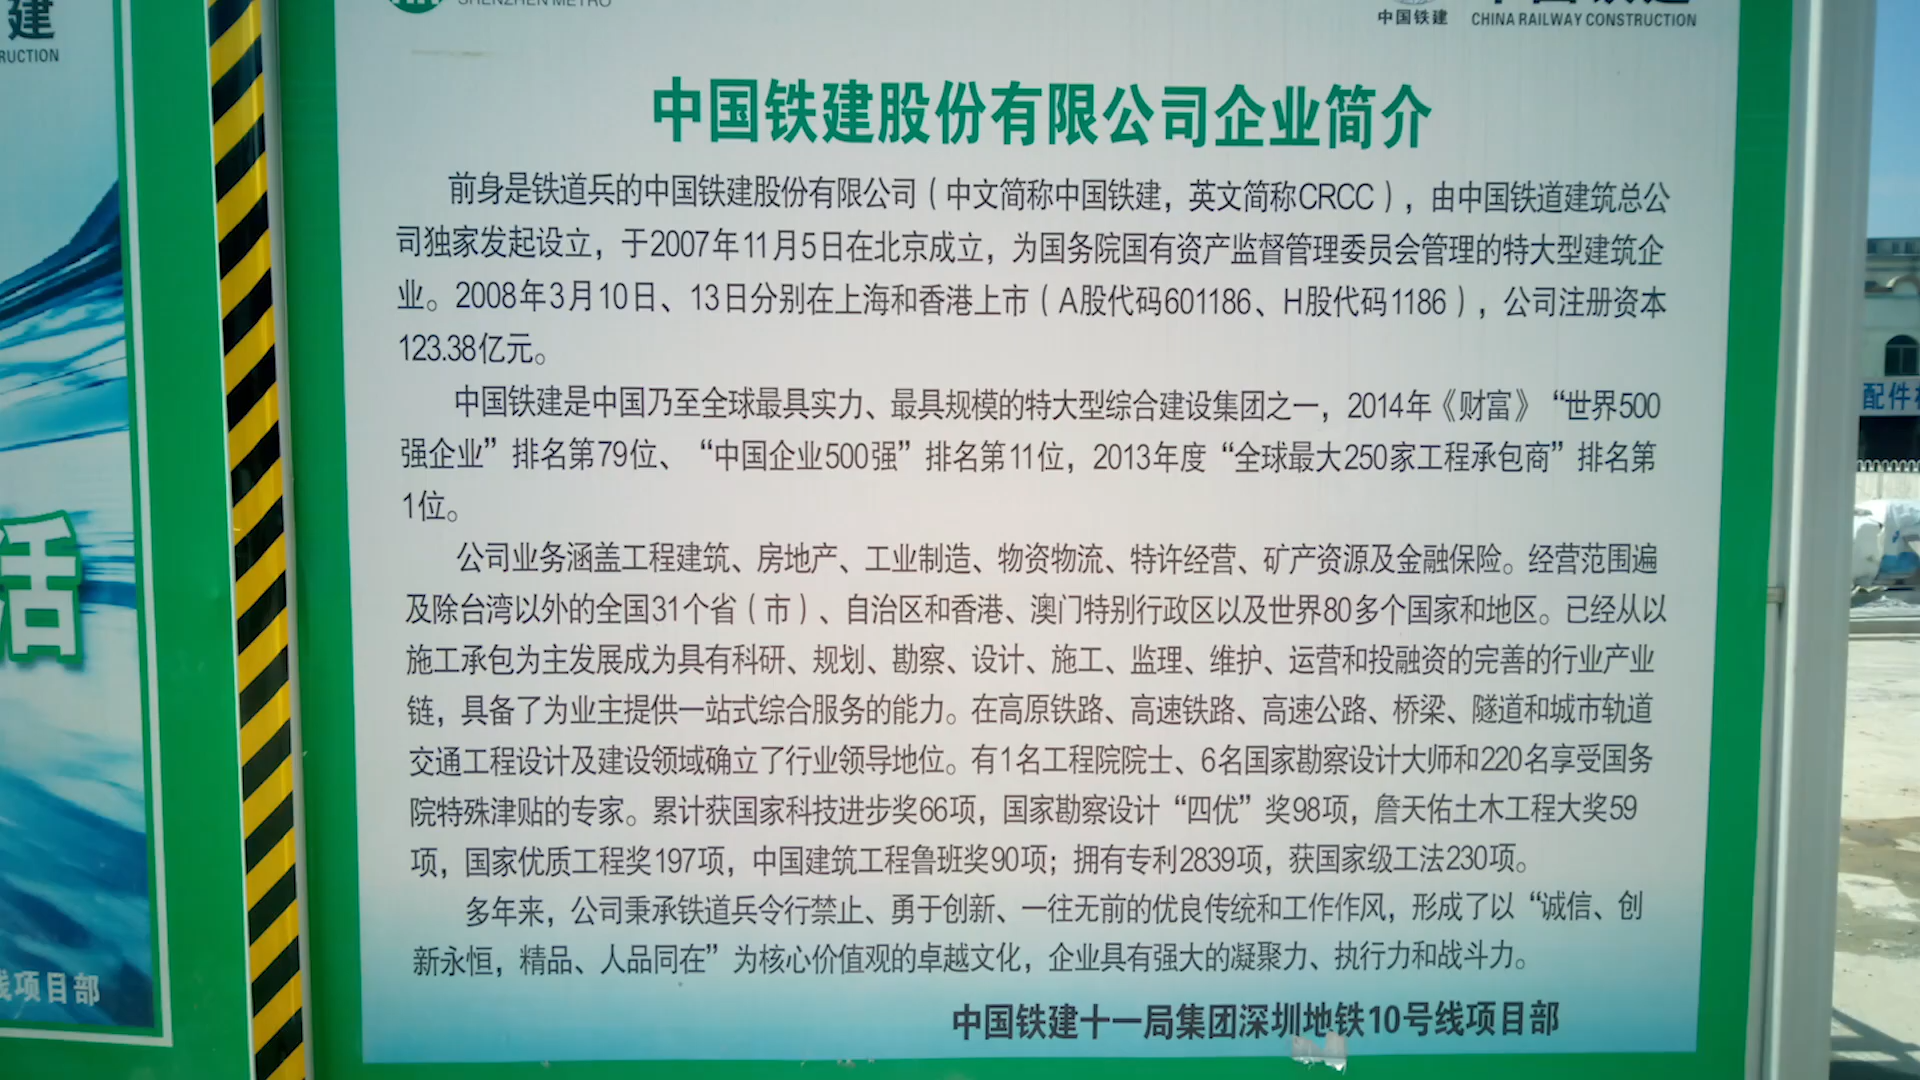 建
RUCTION
活
线项目部
SHENZHEN METRO
中国铁建
CHINA RAILWAY CONSTRUCTION
中国铁建股份有限公司企业简介
前身是铁道兵的中国铁建股份有限公司（中文简称中国铁建，英文简称CRCC），由中国铁道建筑总公
司独家发起设立，于2007年11月5日在北京成立，为国务院国有资产监督管理委员会管理的特大型建筑企
业。2008年3月10日、13日分别在上海和香港上市（A股代码601186、H股代码1186），公司注册资本
123.38亿元。
中国铁建是中国乃至全球最具实力、最具规模的特大型综合建设集团之一，2014年《财富》“世界500
强企业”排名第79位、“中国企业500强”排名第11位，2013年度“全球最大250家工程承包商”排名第
1位。
公司业务涵盖工程建筑、房地产、工业制造、物资物流、特许经营、矿产资源及金融保险。经营范围遍
及除台湾以外的全国31个省（市）、自治区和香港、澳门特别行政区以及世界80多个国家和地区。已经从以
施工承包为主发展成为具有科研、规划、勘察、设计、施工、监理、维护、运营和投融资的完善的行业产业
链，具备了为业主提供一站式综合服务的能力。在高原铁路、高速铁路、高速公路、桥梁、隧道和城市轨道
交通工程设计及建设领域确立了行业领导地位。有1名工程院院士、6名国家勘察设计大师和220名享受国务
院特殊津贴的专家。累计获国家科技进步奖66项，国家勘察设计“四优”奖98项，詹天佑土木工程大奖59
项，国家优质工程奖197项，中国建筑工程鲁班奖90项；拥有专利2839项，获国家级工法230项。
多年来，公司秉承铁道兵令行禁止、勇于创新、一往无前的优良传统和工作作风，形成了以“诚信、创
新永恒，精品、人品同在”为核心价值观的卓越文化，企业具有强大的凝聚力、执行力和战斗力。
中国铁建十一局集团深圳地铁10号线项目部
配件